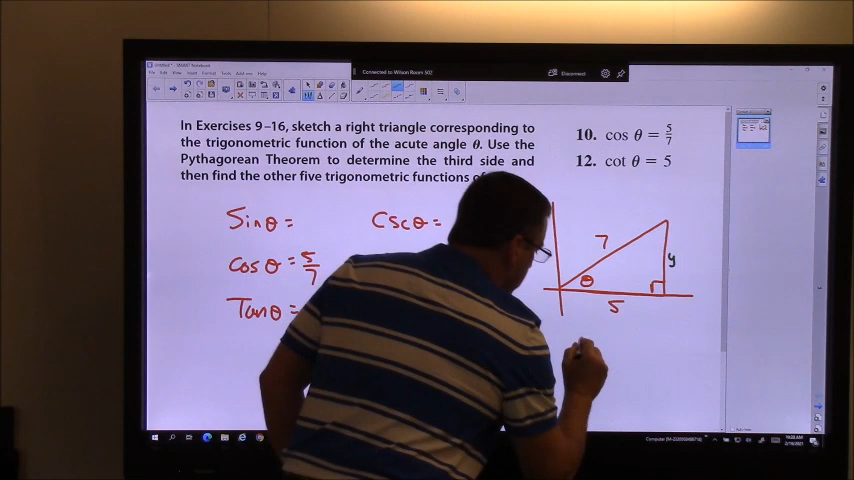 Connected to Wilson Room 502
Disconnect
In Exercises 9–16, sketch a right triangle corresponding to
the trigonometric function of the acute angle θ. Use the
Pythagorean Theorem to determine the third side and
then find the other five trigonometric functions
10. cos θ = 5/7
12. cot θ = 5
Sinθ =
Cscθ =
cosθ = 5/7
Tanθ =
7
y
θ
5